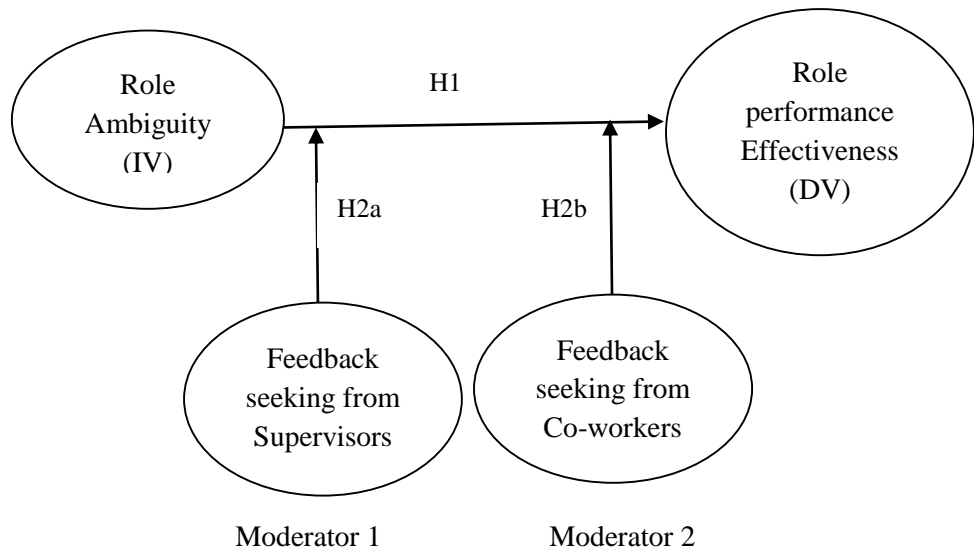 Role
Ambiguity
(IV)
H1
Role
performance
Effectiveness
(DV)
H2a
H2b
Feedback
seeking from
Supervisors
Feedback
seeking from
Co-workers
Moderator 1
Moderator 2